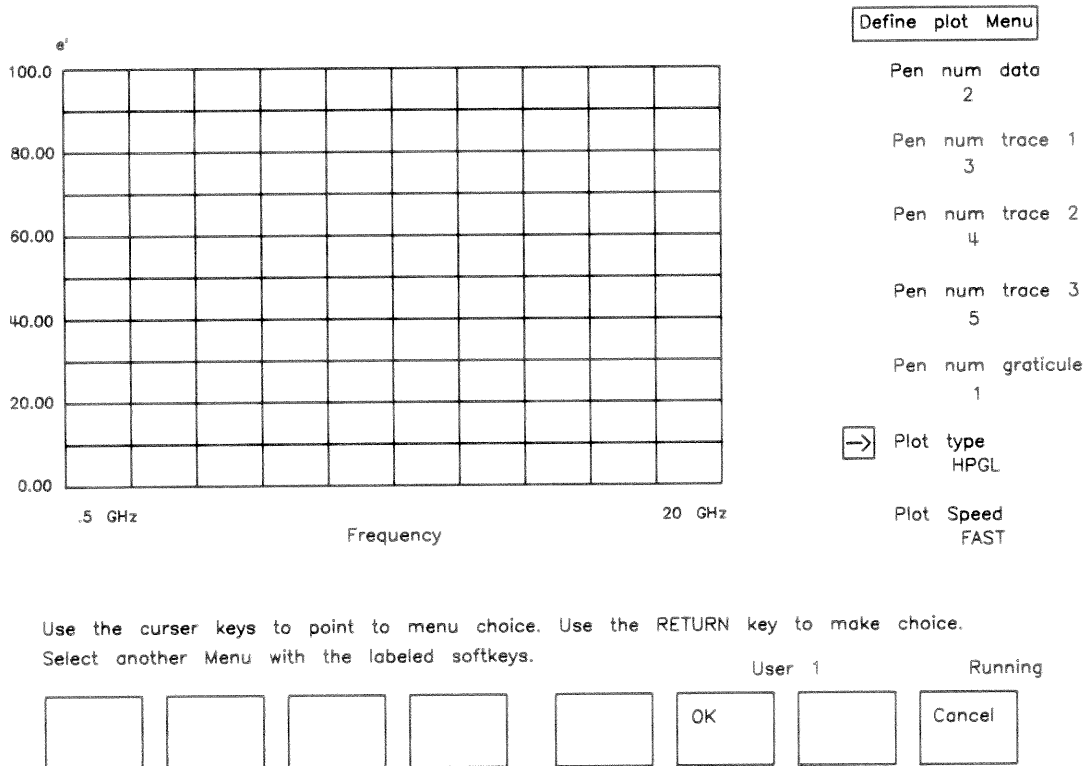 e'
100.0
80.00
60.00
40.00
20.00
0.00
.5 GHz
20 GHz
Frequency
Define plot Menu
Pen num data
2
Pen num trace 1
3
Pen num trace 2
4
Pen num trace 3
5
Pen num graticule
1
→ Plot type
HPGL
Plot Speed
FAST
Use the curser keys to point to menu choice. Use the RETURN key to make choice.
Select another Menu with the labeled softkeys.
User 1
Running
OK
Cancel